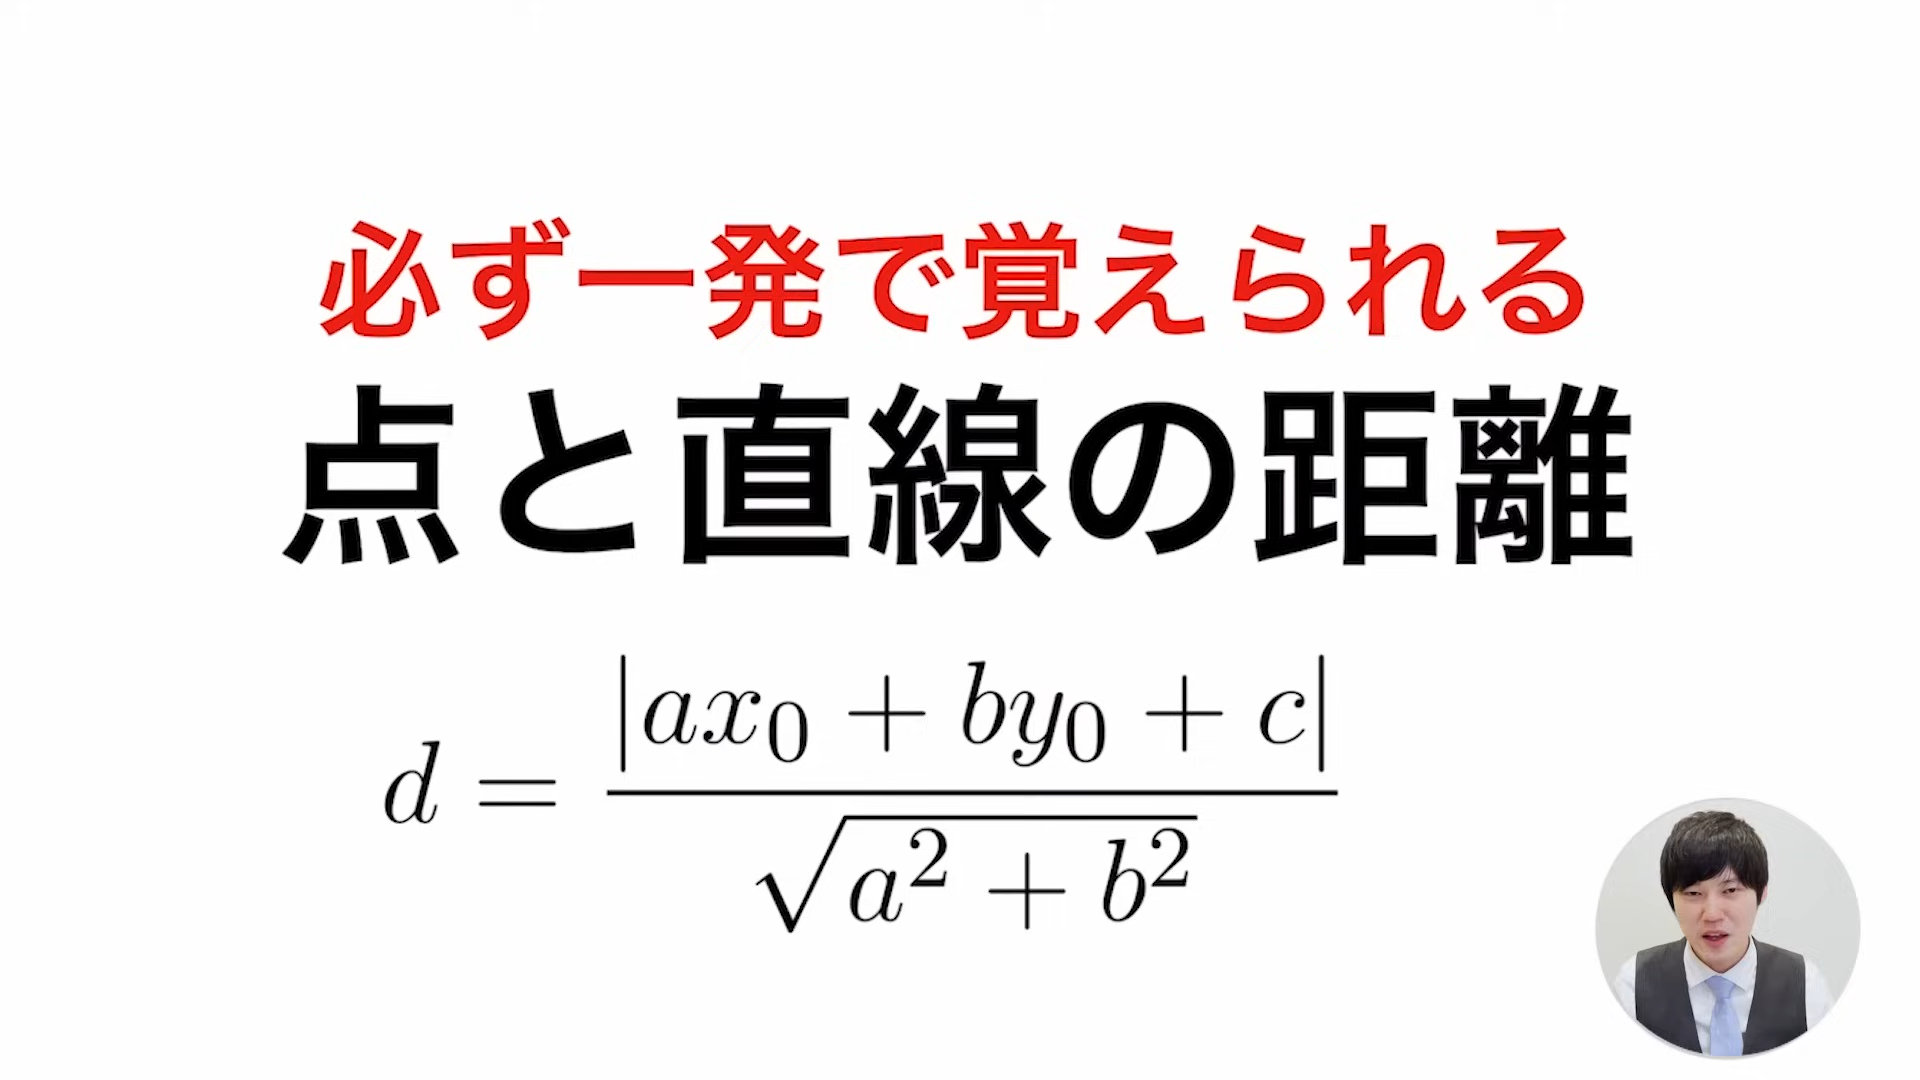 必ず一発で覚えられる
点と直線の距離
d = |ax₀ + by₀ + c| / √(a² + b²)